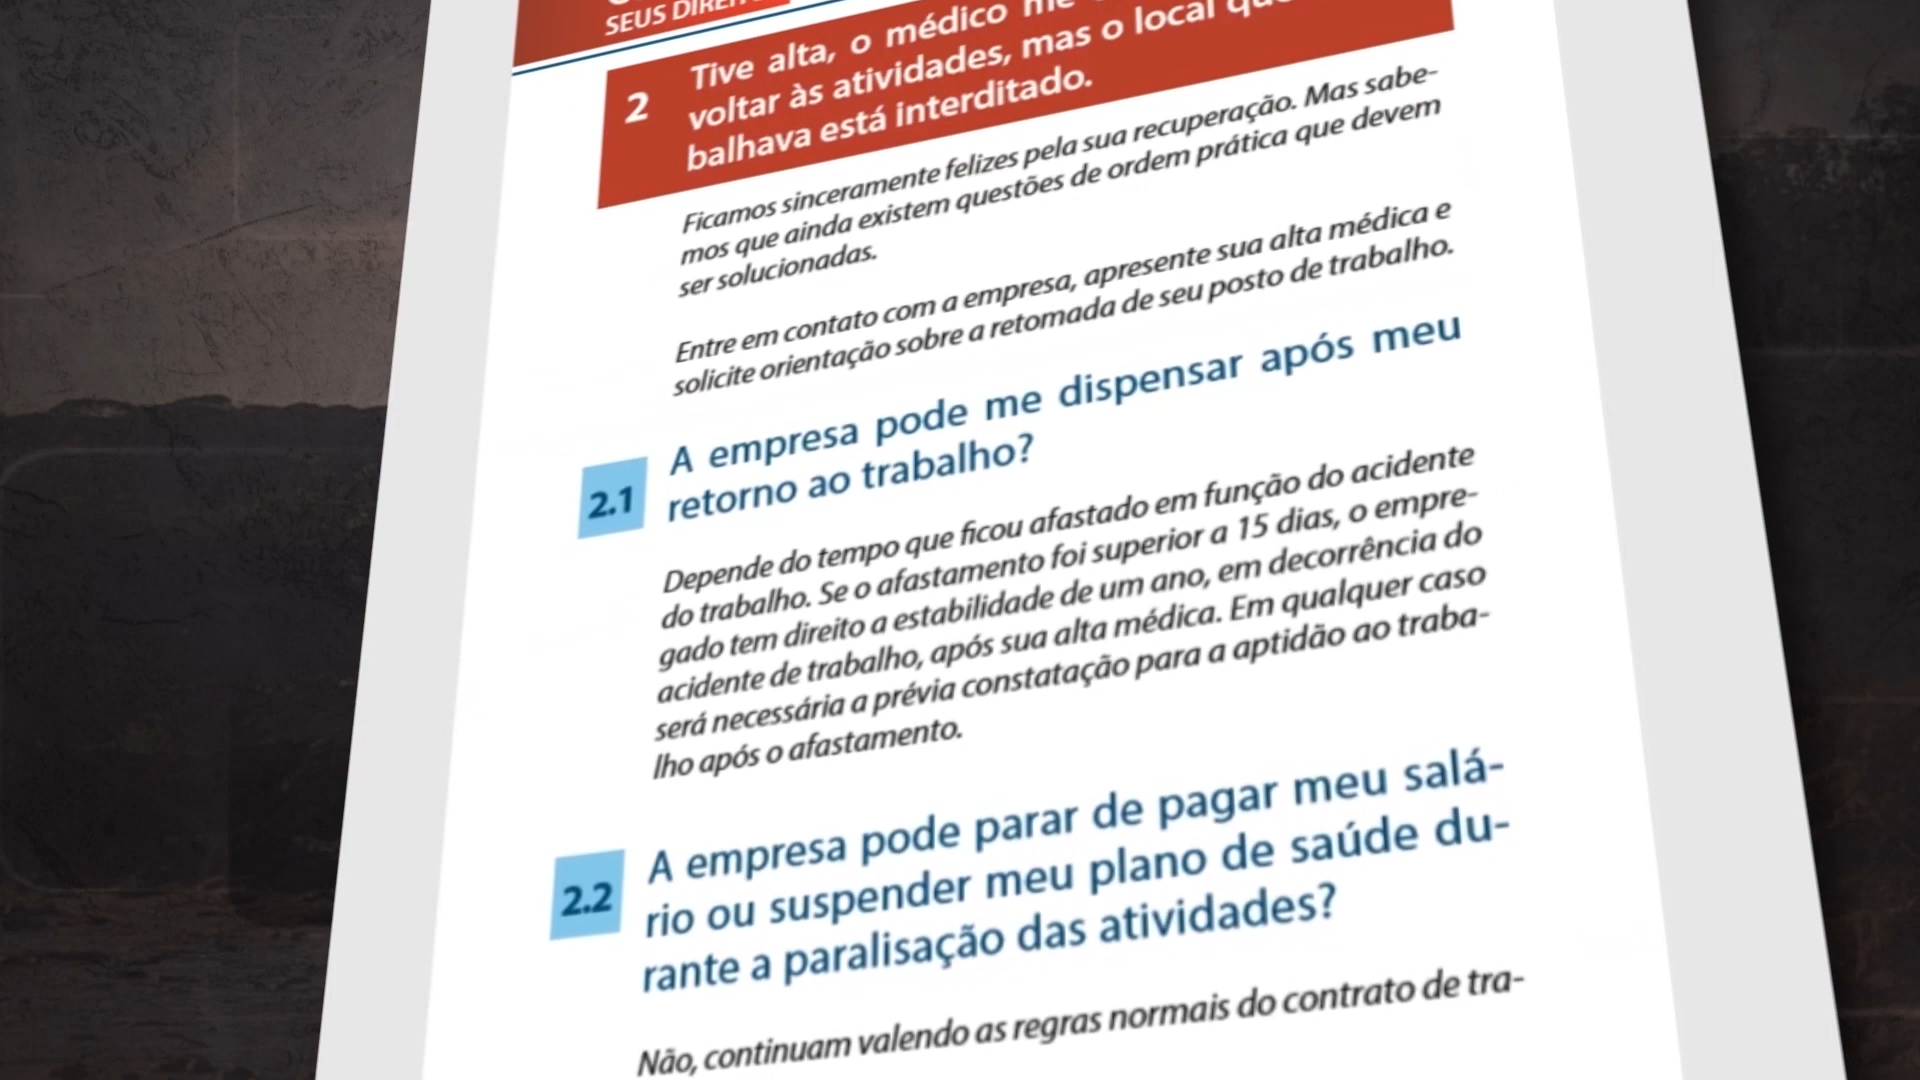 SEUS
2
Tive alta, o médico
voltar às atividades, mas o local
balhava está interditado.
Ficamos sinceramente felizes pela sua recuperação. Mas sabe-
mos que ainda existem questões de ordem prática que devem
ser solucionadas.
Entre em contato com a empresa, apresente sua alta médica e
solicite orientação sobre a retomada de seu posto de trabalho.
2.1
A empresa pode me dispensar após meu
retorno ao trabalho?
Depende do tempo que ficou afastado em função do acidente
do trabalho. Se o afastamento foi superior a 15 dias, o empre-
gado tem direito a estabilidade de um ano, em decorrência do
acidente de trabalho, após sua alta médica. Em qualquer caso
será necessária a prévia constatação para a aptidão ao traba-
lho após o afastamento.
2.2
A empresa pode parar de pagar meu salá-
rio ou suspender meu plano de saúde du-
rante a paralisação das atividades?
Não, continuam valendo as regras normais do contrato de tra-